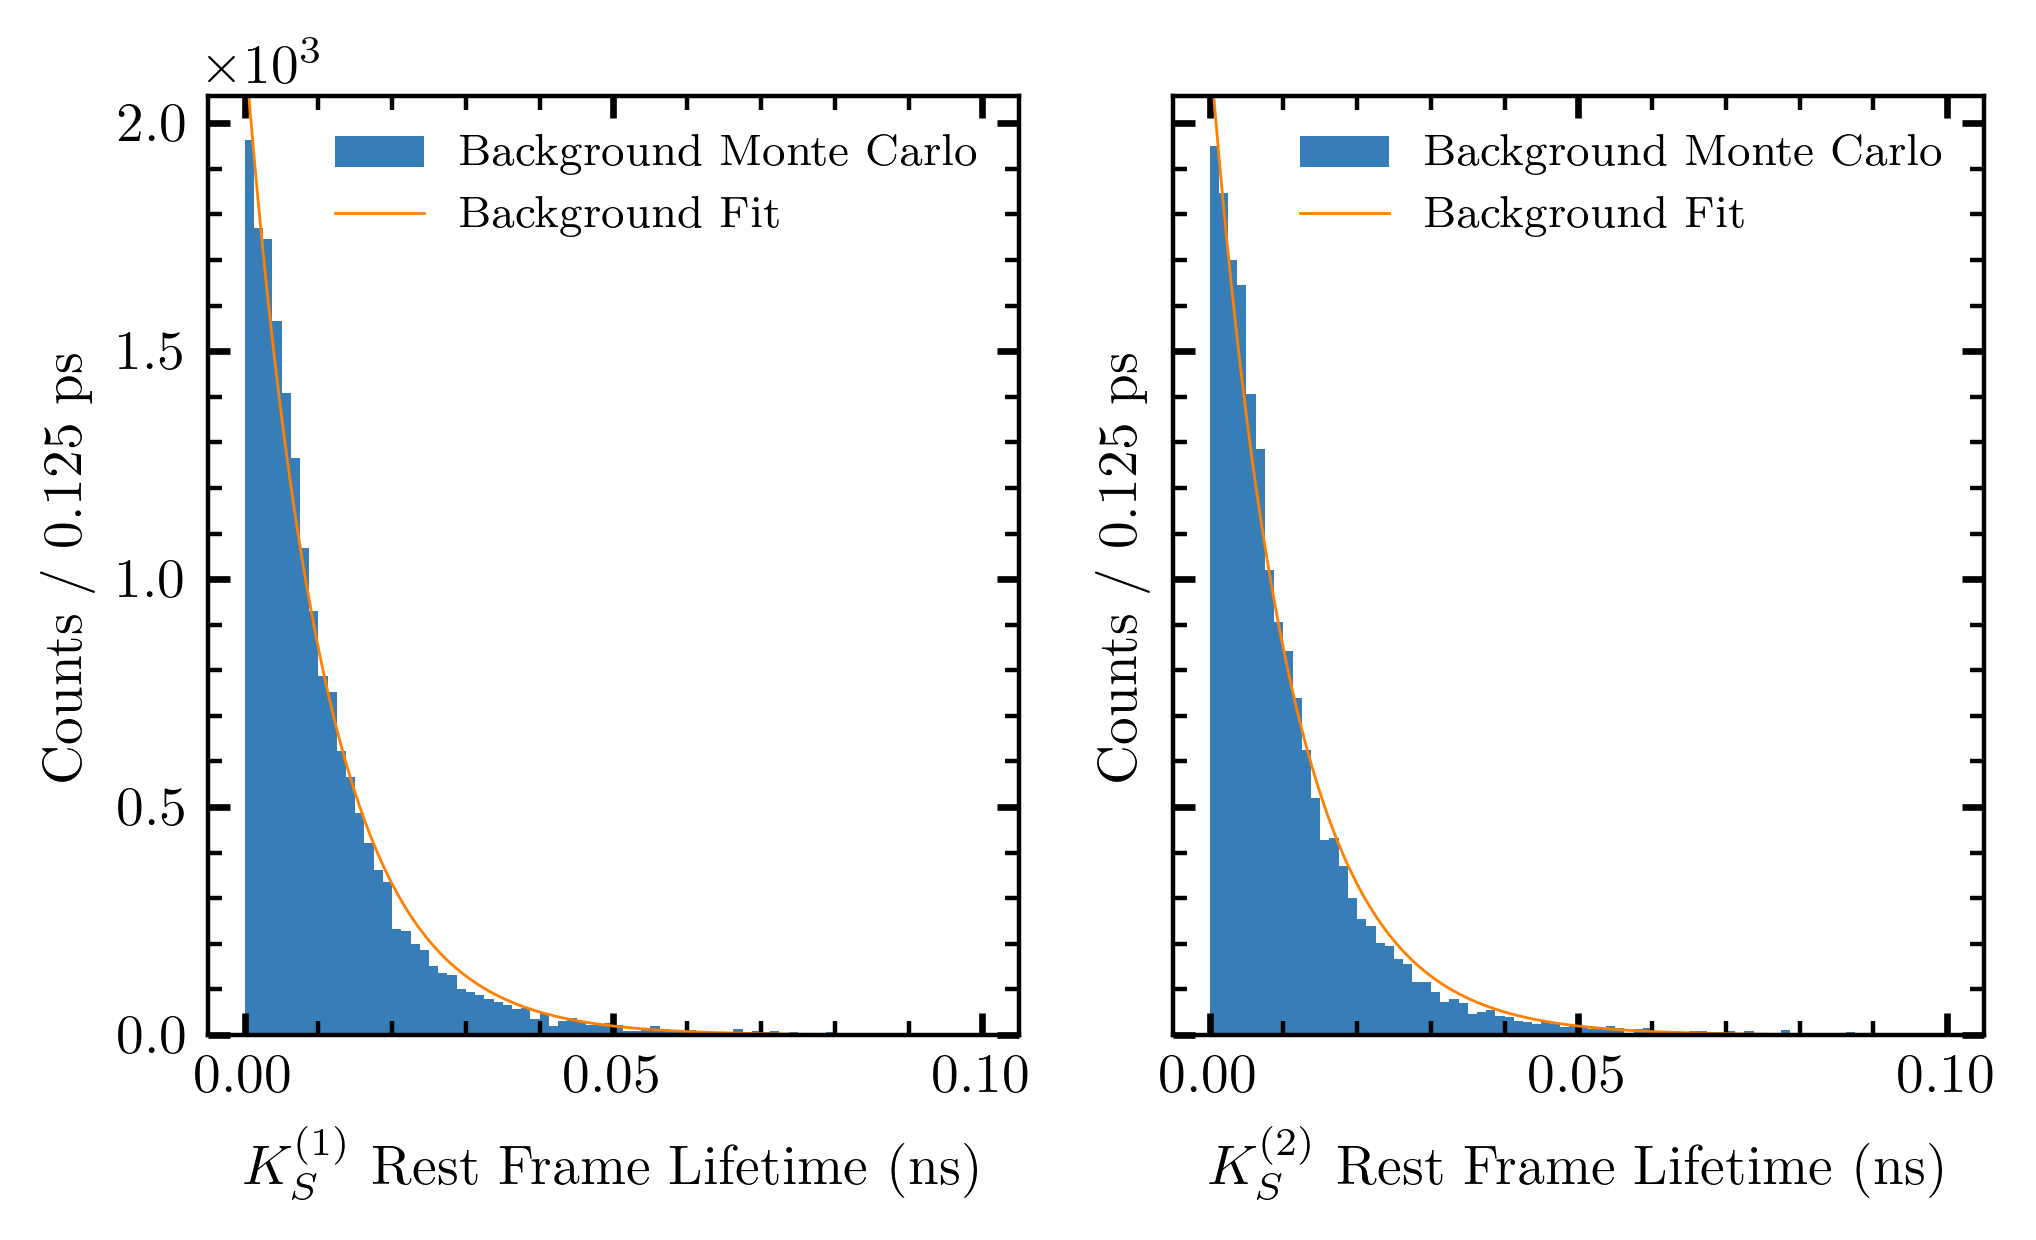 ×10³
2.0
1.5
1.0
0.5
0.0
Counts / 0.125 ps
Background Monte Carlo
Background Fit
0.00 0.05 0.10
K_S^(1) Rest Frame Lifetime (ns)
Counts / 0.125 ps
Background Monte Carlo
Background Fit
0.00 0.05 0.10
K_S^(2) Rest Frame Lifetime (ns)